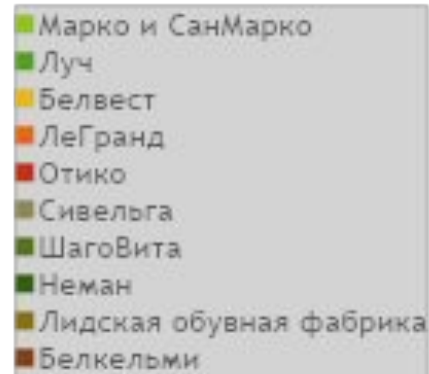 Марко и СанМарко
Луч
Белвест
ЛеГранд
Отико
Сивельга
ШагоВита
Неман
Лидская обувная фабрика
Белкельми